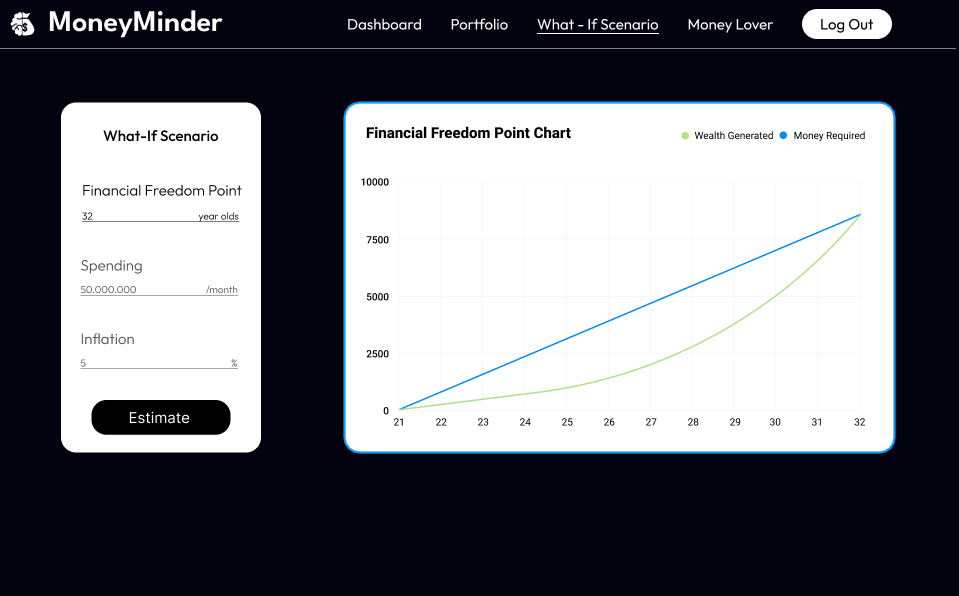 MoneyMinder
Dashboard Portfolio What - If Scenario Money Lover Log Out
What-If Scenario
Financial Freedom Point
32 year olds
Spending
50.000.000 /month
Inflation
5 %
Estimate
Financial Freedom Point Chart
Wealth Generated Money Required
10000
7500
5000
2500
0
21 22 23 24 25 26 27 28 29 30 31 32